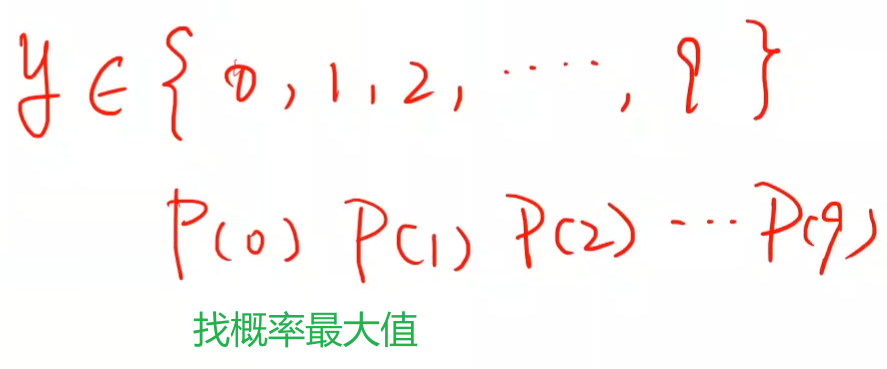 y ∈ { 0, 1, 2, ····, 9 }
P(0) P(1) P(2) ··· P(9)
找概率最大值